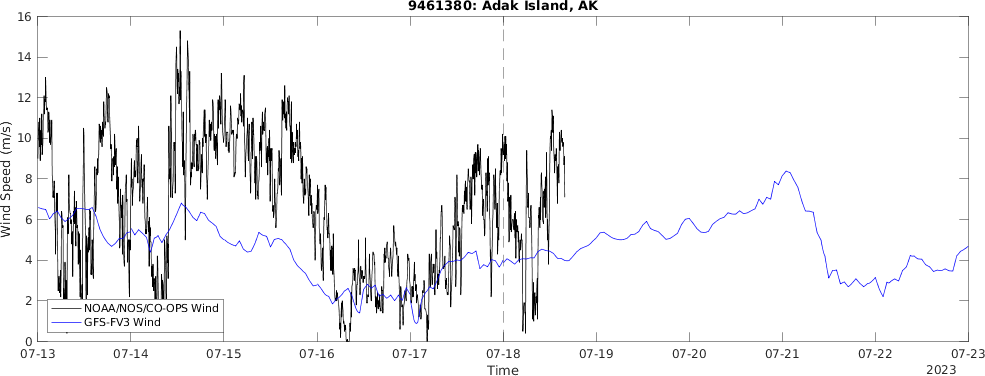 9461380: Adak Island, AK
Wind Speed (m/s)
16
14
12
10
8
6
4
2
0
NOAA/NOS/CO-OPS Wind
GFS-FV3 Wind
07-13 07-14 07-15 07-16 07-17 07-18 07-19 07-20 07-21 07-22 07-23
Time
2023